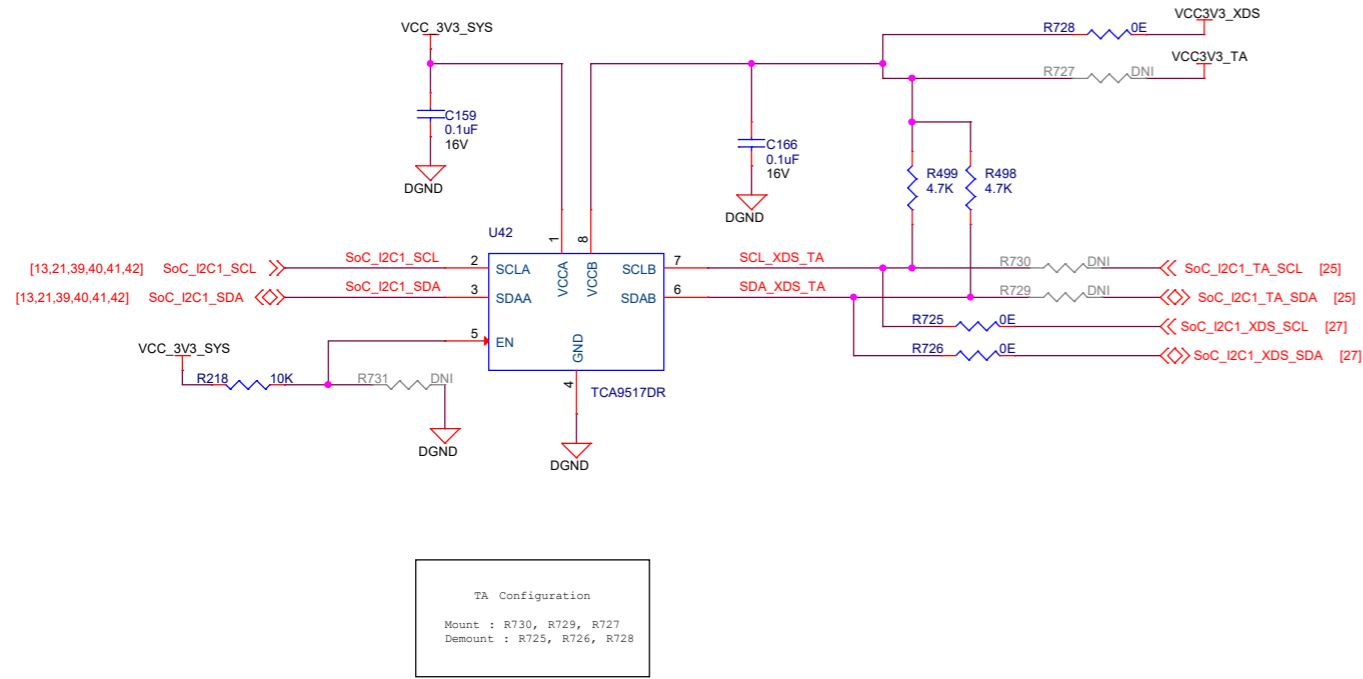 VCC3V3_XDS
VCC_3V3_SYS
R728
0E
VCC3V3_TA
R727
DNI
C159
0.1uF
16V
C166
0.1uF
16V
R499
4.7K
R498
4.7K
DGND
DGND
U42
1
8
[13,21,39,40,41,42] SoC_I2C1_SCL
SoC_I2C1_SCL
2
SCLA
VCCA
VCCB
SCLB
7
SCL_XDS_TA
R730
DNI
SoC_I2C1_TA_SCL [25]
[13,21,39,40,41,42] SoC_I2C1_SDA
SoC_I2C1_SDA
3
SDAA
SDAB
6
SDA_XDS_TA
R729
DNI
SoC_I2C1_TA_SDA [25]
R725
0E
SoC_I2C1_XDS_SCL [27]
VCC_3V3_SYS
5
EN
GND
R726
0E
SoC_I2C1_XDS_SDA [27]
R218
10K
R731
DNI
4
TCA9517DR
DGND
DGND
TA Configuration
Mount : R730, R729, R727
Demount : R725, R726, R728